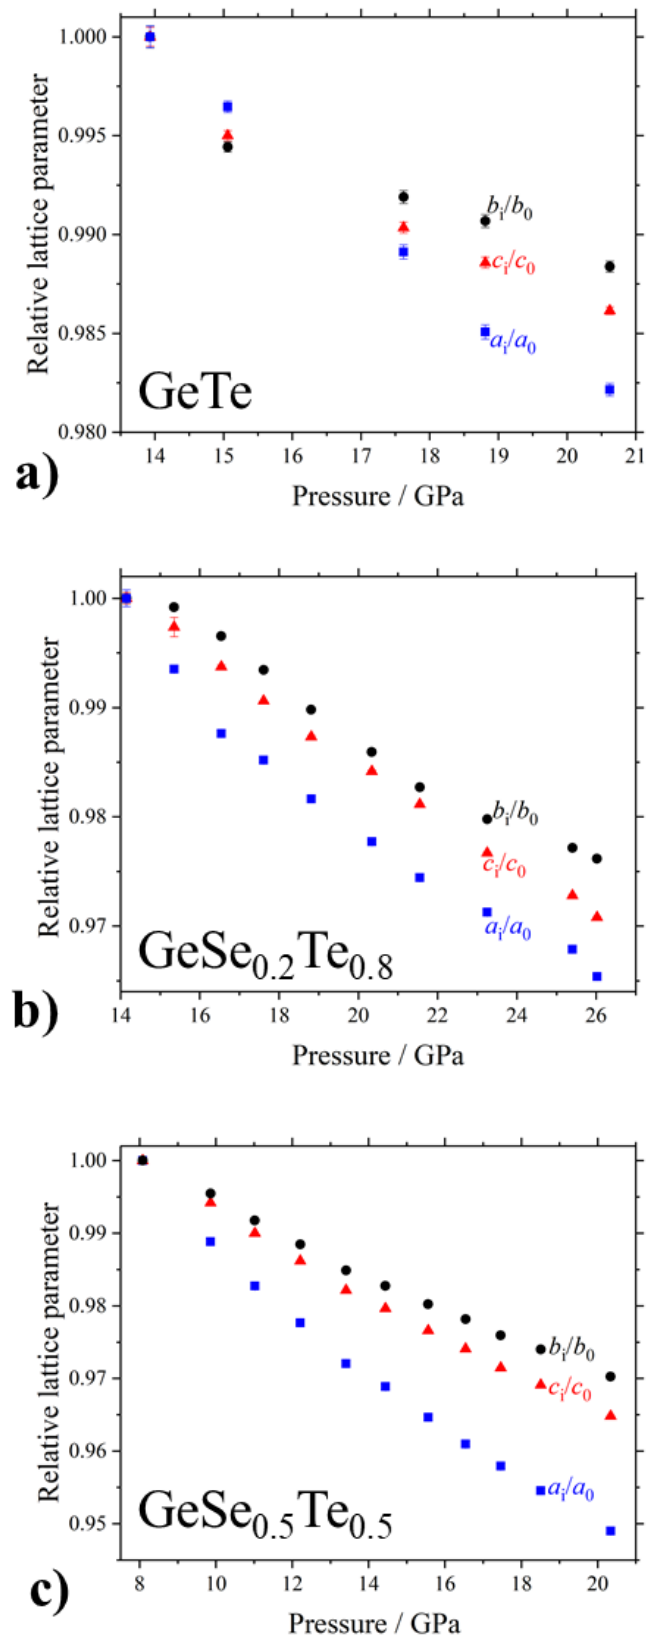 1.000
0.995
0.990
0.985
0.980
Relative lattice parameter
bᵢ/b₀
cᵢ/c₀
aᵢ/a₀
GeTe
14 15 16 17 18 19 20 21
a)
Pressure / GPa
1.00
0.99
0.98
0.97
Relative lattice parameter
bᵢ/b₀
cᵢ/c₀
aᵢ/a₀
GeSe₀.₂Te₀.₈
14 16 18 20 22 24 26
b)
Pressure / GPa
1.00
0.99
0.98
0.97
0.96
0.95
Relative lattice parameter
bᵢ/b₀
cᵢ/c₀
aᵢ/a₀
GeSe₀.₅Te₀.₅
8 10 12 14 16 18 20
c)
Pressure / GPa